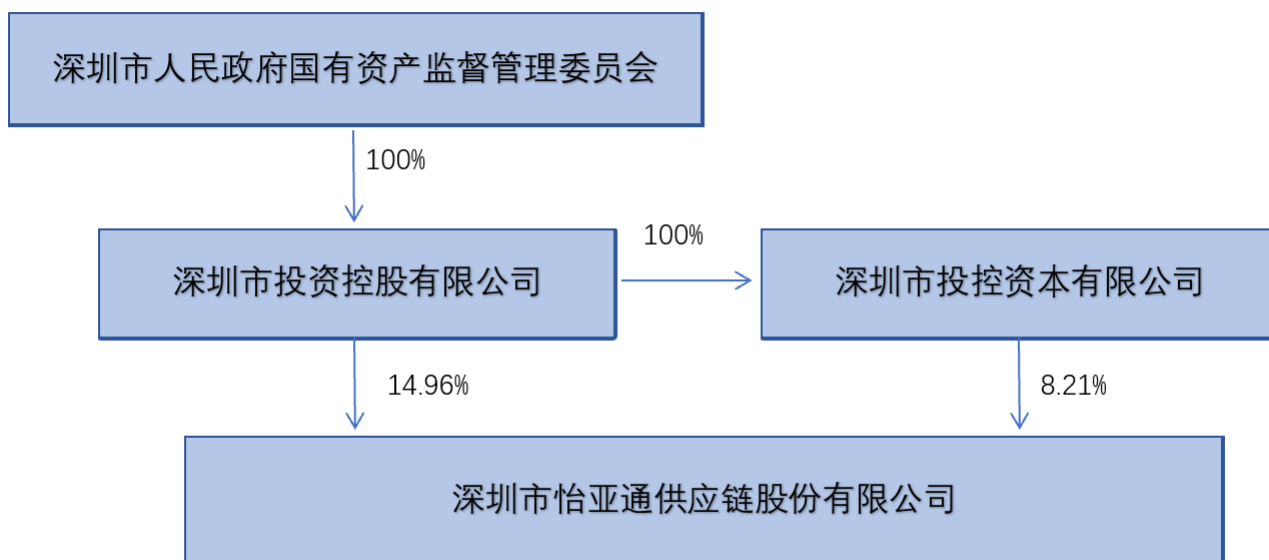 深圳市人民政府国有资产监督管理委员会
100%
100%
深圳市投资控股有限公司
深圳市投控资本有限公司
14.96%
8.21%
深圳市怡亚通供应链股份有限公司